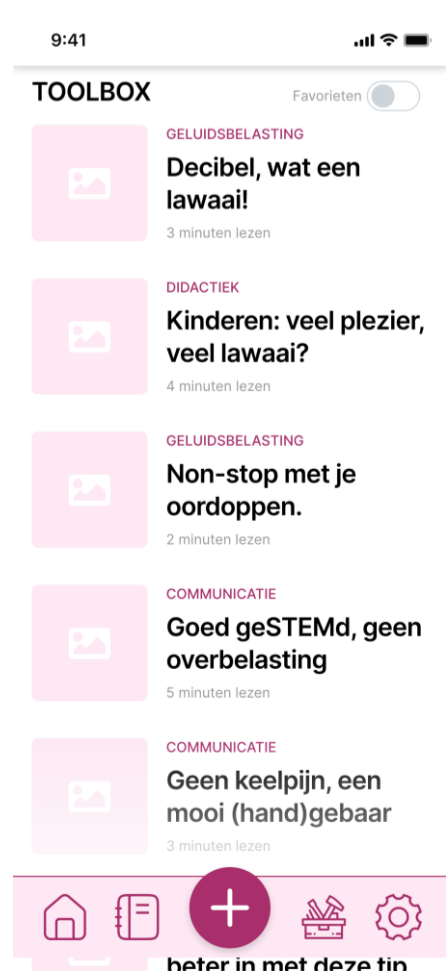 9:41
TOOLBOX
Favorieten
GELUIDSBELASTING
Decibel, wat een
lawaai!
3 minuten lezen
DIDACTIEK
Kinderen: veel plezier,
veel lawaai?
4 minuten lezen
GELUIDSBELASTING
Non-stop met je
oordoppen.
2 minuten lezen
COMMUNICATIE
Goed geSTEMd, geen
overbelasting
5 minuten lezen
COMMUNICATIE
Geen keelpijn, een
mooi (hand)gebaar
3 minuten lezen
beter in met deze tip